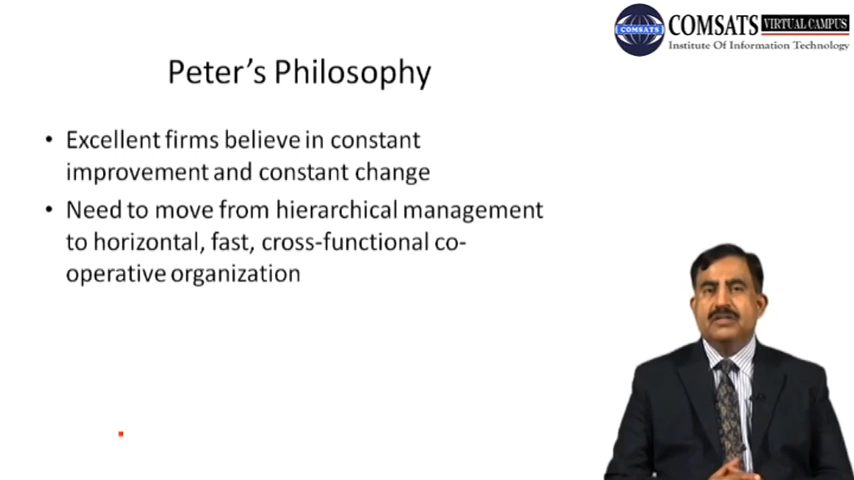 COMSATS VIRTUAL CAMPUS
COMSATS
Institute Of Information Technology
Peter's Philosophy
• Excellent firms believe in constant
improvement and constant change
• Need to move from hierarchical management
to horizontal, fast, cross-functional co-
operative organization